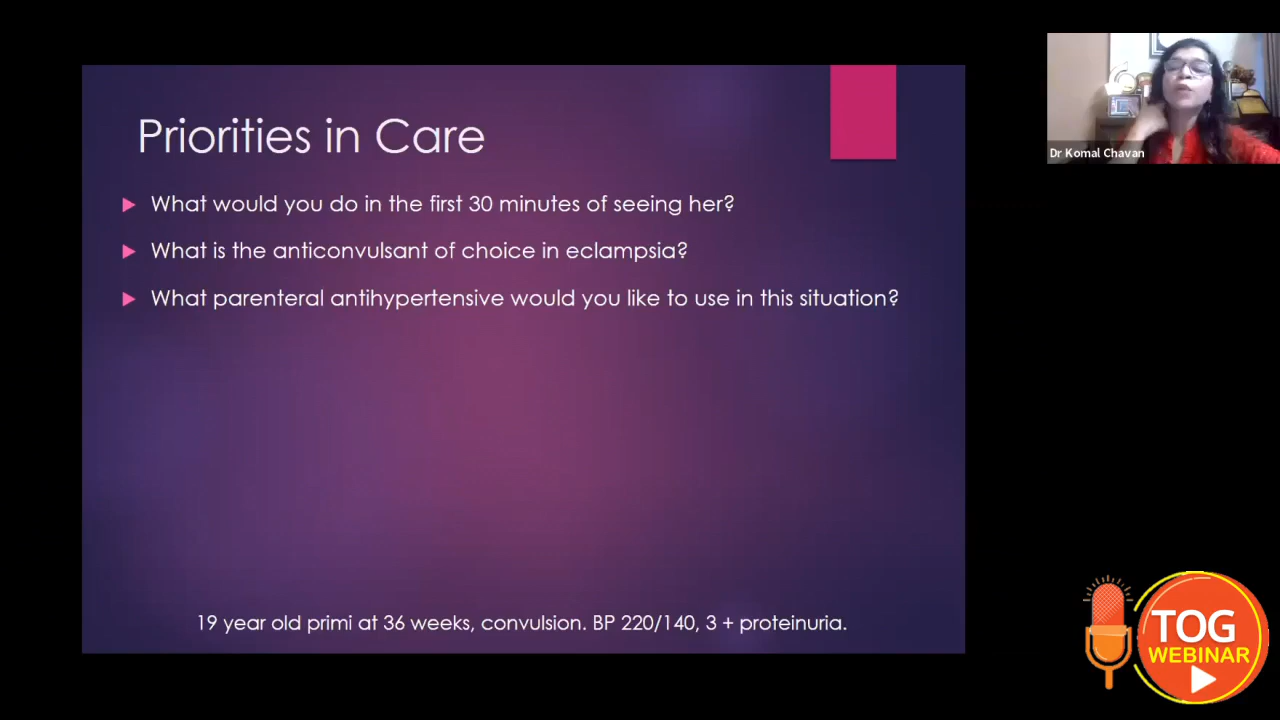 Priorities in Care
What would you do in the first 30 minutes of seeing her?
What is the anticonvulsant of choice in eclampsia?
What parenteral antihypertensive would you like to use in this situation?
19 year old primi at 36 weeks, convulsion. BP 220/140, 3 + proteinuria.
Dr Komal Chavan
TOG
WEBINAR